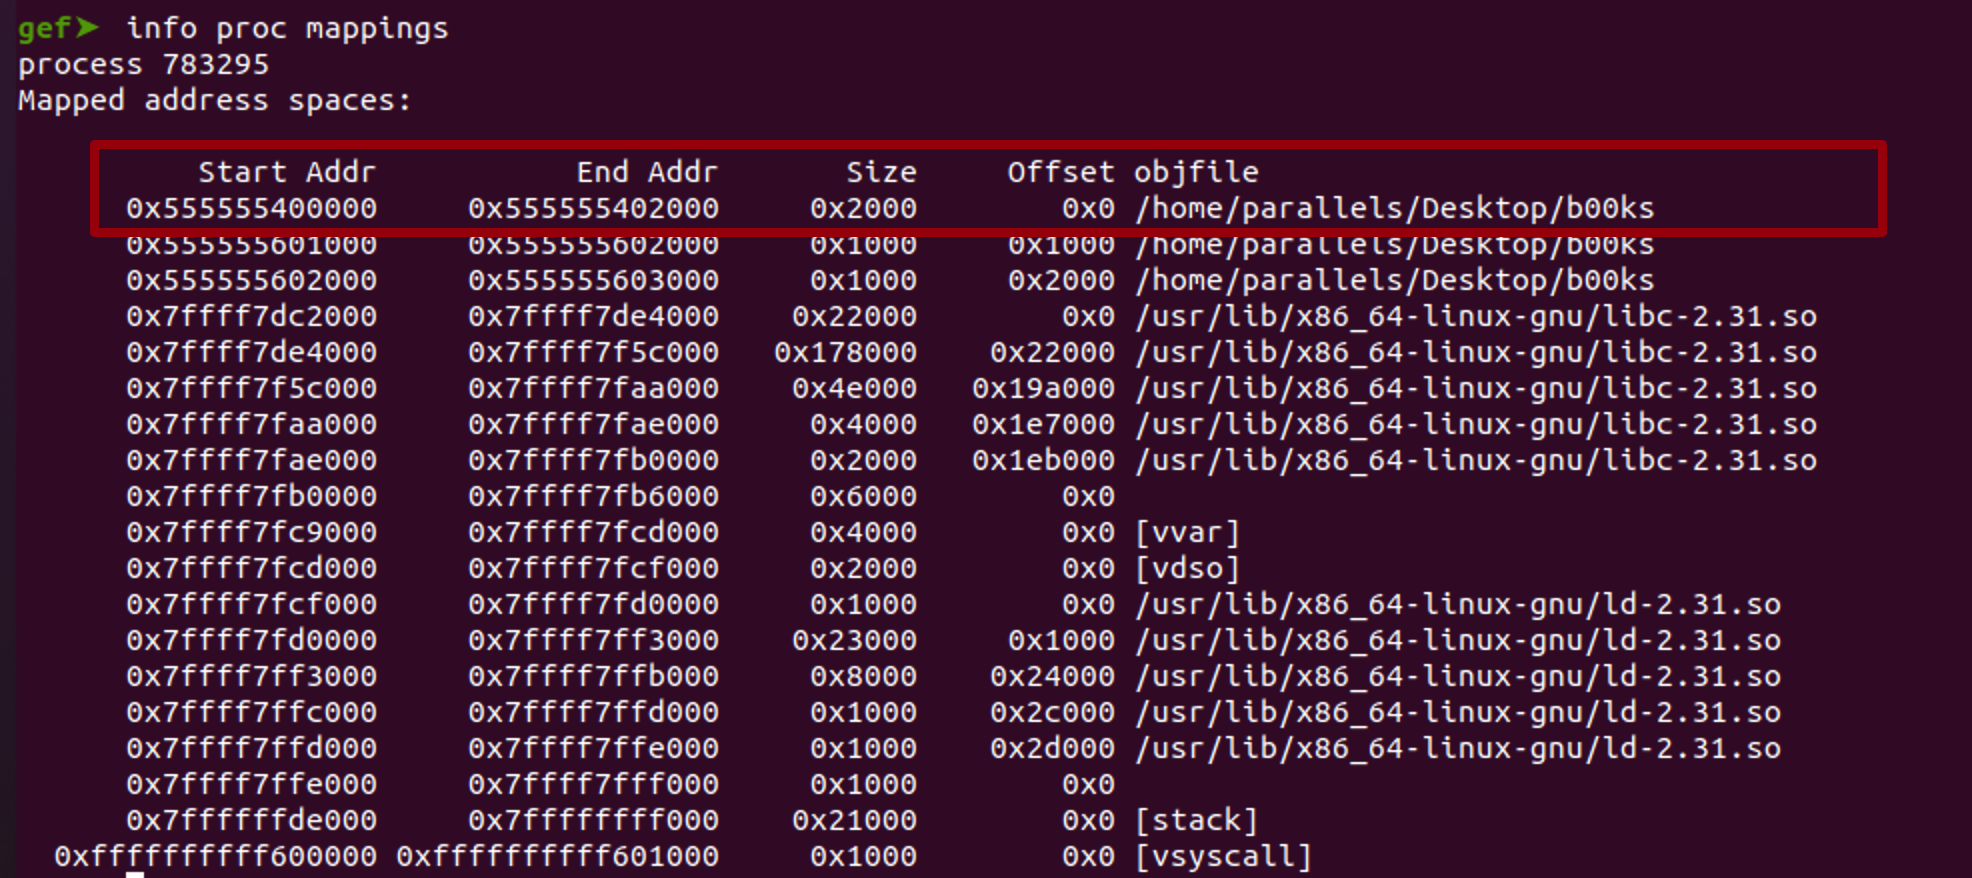 gef➤ info proc mappings
process 783295
Mapped address spaces:
Start Addr End Addr Size Offset objfile
0x555555400000 0x555555402000 0x2000 0x0 /home/parallels/Desktop/b00ks
0x555555601000 0x555555602000 0x1000 0x1000 /home/parallels/Desktop/b00ks
0x555555602000 0x555555603000 0x1000 0x2000 /home/parallels/Desktop/b00ks
0x7ffff7dc2000 0x7ffff7de4000 0x22000 0x0 /usr/lib/x86_64-linux-gnu/libc-2.31.so
0x7ffff7de4000 0x7ffff7f5c000 0x178000 0x22000 /usr/lib/x86_64-linux-gnu/libc-2.31.so
0x7ffff7f5c000 0x7ffff7faa000 0x4e000 0x19a000 /usr/lib/x86_64-linux-gnu/libc-2.31.so
0x7ffff7faa000 0x7ffff7fae000 0x4000 0x1e7000 /usr/lib/x86_64-linux-gnu/libc-2.31.so
0x7ffff7fae000 0x7ffff7fb0000 0x2000 0x1eb000 /usr/lib/x86_64-linux-gnu/libc-2.31.so
0x7ffff7fb0000 0x7ffff7fb6000 0x6000 0x0
0x7ffff7fc9000 0x7ffff7fcd000 0x4000 0x0 [vvar]
0x7ffff7fcd000 0x7ffff7fcf000 0x2000 0x0 [vdso]
0x7ffff7fcf000 0x7ffff7fd0000 0x1000 0x0 /usr/lib/x86_64-linux-gnu/ld-2.31.so
0x7ffff7fd0000 0x7ffff7ff3000 0x23000 0x1000 /usr/lib/x86_64-linux-gnu/ld-2.31.so
0x7ffff7ff3000 0x7ffff7ffb000 0x8000 0x24000 /usr/lib/x86_64-linux-gnu/ld-2.31.so
0x7ffff7ffc000 0x7ffff7ffd000 0x1000 0x2c000 /usr/lib/x86_64-linux-gnu/ld-2.31.so
0x7ffff7ffd000 0x7ffff7ffe000 0x1000 0x2d000 /usr/lib/x86_64-linux-gnu/ld-2.31.so
0x7ffff7ffe000 0x7ffff7fff000 0x1000 0x0
0x7ffffffde000 0x7ffffffff000 0x21000 0x0 [stack]
0xffffffffff600000 0xffffffffff601000 0x1000 0x0 [vsyscall]